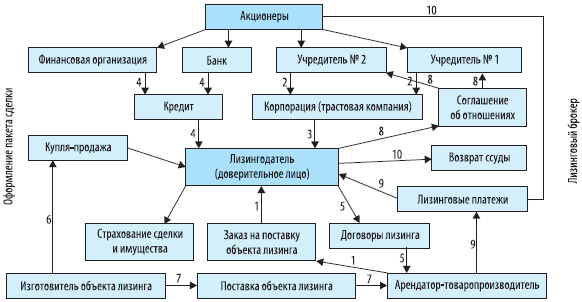 Акционеры
10
Финансовая организация
Банк
Учредитель № 2
Учредитель № 1
4
4
2
2
8
8
Кредит
Корпорация (трастовая компания)
Соглашение
об отношениях
Оформление пакета сделки
Лизинговый брокер
Купля-продажа
4
3
8
Лизингодатель
(доверительное лицо)
10
Возврат ссуды
9
Лизинговые платежи
6
1
5
Страхование сделки
и имущества
Заказ на поставку
объекта лизинга
Договоры лизинга
9
1
5
Изготовитель объекта лизинга
7
Поставка объекта лизинга
7
Арендатор-товаропроизводитель